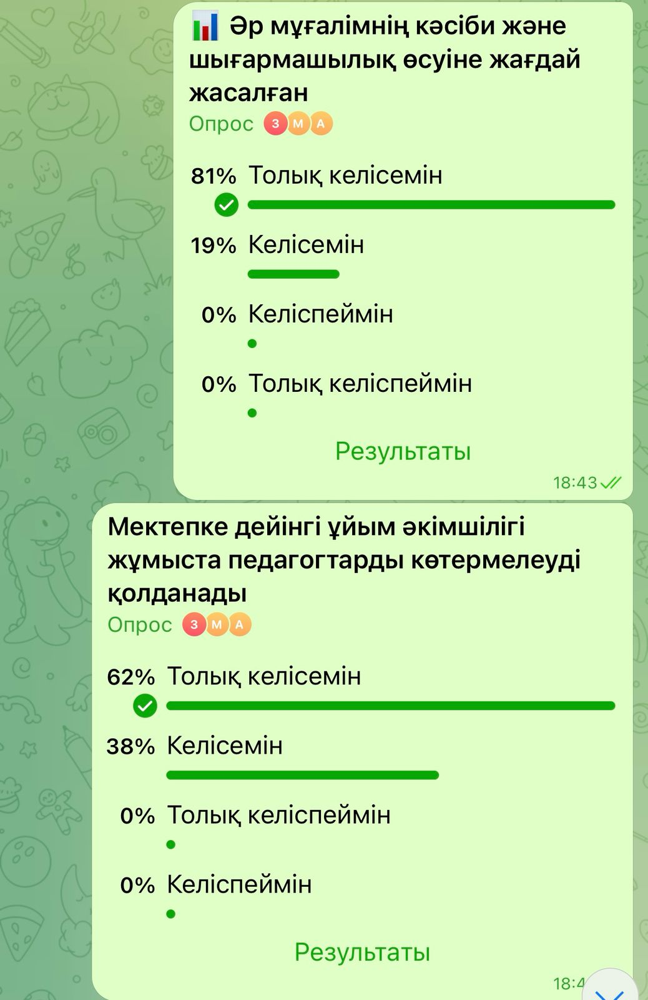 Әр мұғалімнің кәсіби және
шығармашылық өсуіне жағдай
жасалған
Опрос З М А
81% Толық келісемін
19% Келісемін
0% Келіспеймін
0% Толық келіспеймін
Результаты
18:43
Мектепке дейінгі ұйым әкімшілігі
жұмыста педагогтарды көтермелеуді
қолданады
Опрос З М А
62% Толық келісемін
38% Келісемін
0% Толық келіспеймін
0% Келіспеймін
Результаты